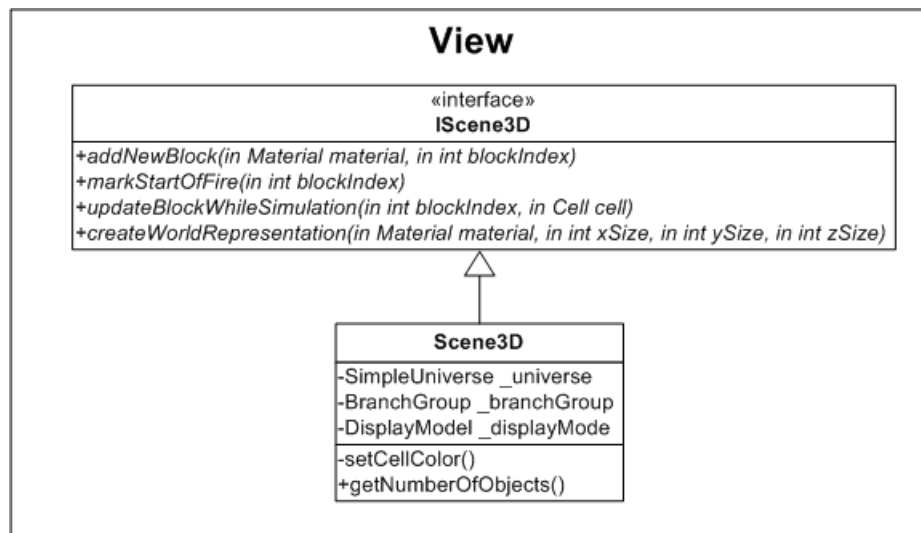 View
«interface»
IScene3D
+addNewBlock(in Material material, in int blockIndex)
+markStartOfFire(in int blockIndex)
+updateBlockWhileSimulation(in int blockIndex, in Cell cell)
+createWorldRepresentation(in Material material, in int xSize, in int ySize, in int zSize)
Scene3D
-SimpleUniverse _universe
-BranchGroup _branchGroup
-DisplayModel _displayMode
-setCellColor()
+getNumberOfObjects()